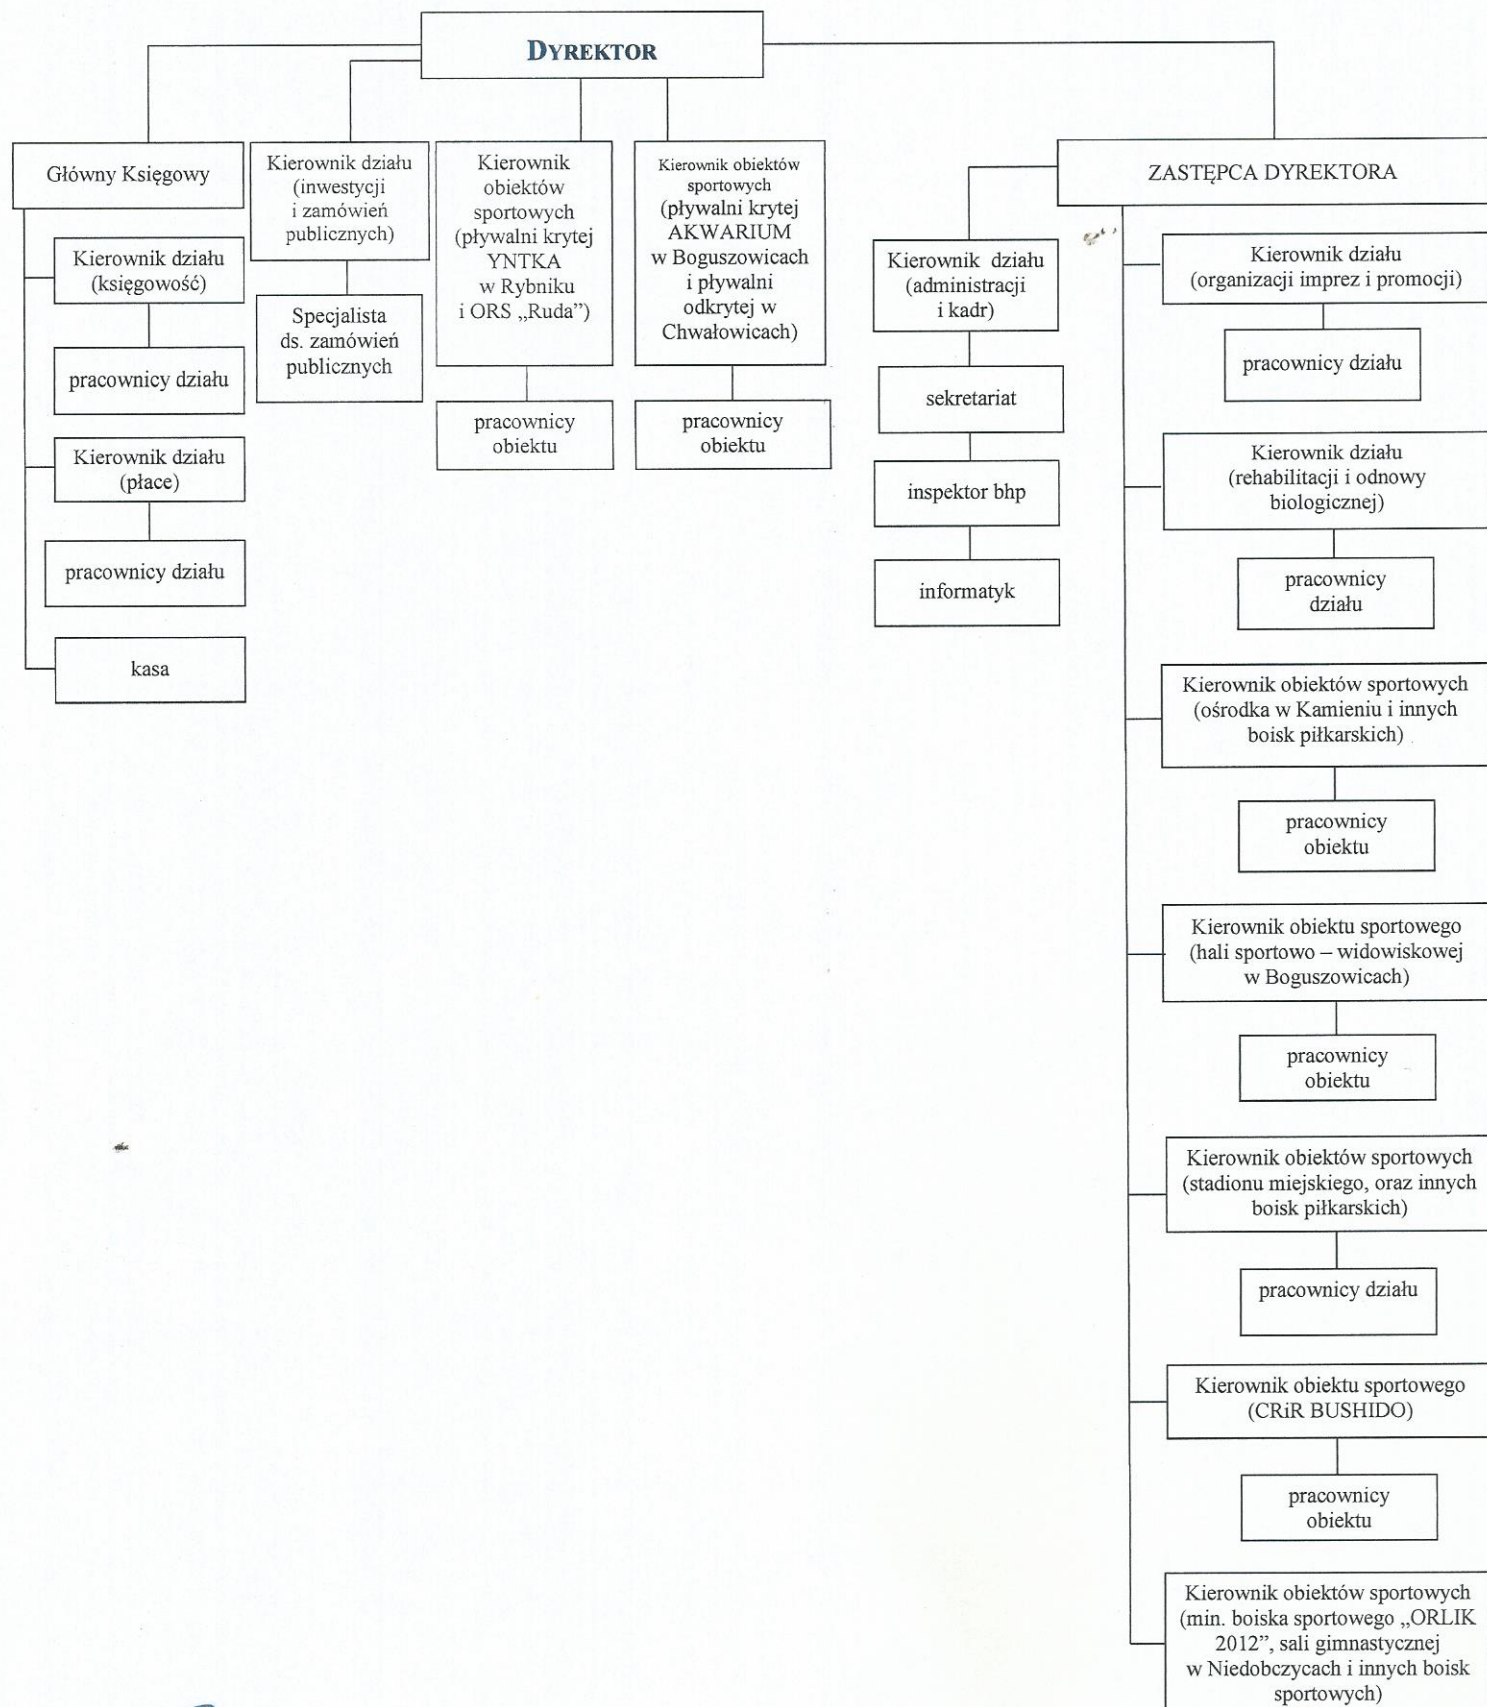 DYREKTOR
Główny Księgowy
Kierownik działu
(księgowość)
pracownicy działu
Kierownik działu
(płace)
pracownicy działu
kasa
Kierownik działu
(inwestycji
i zamówień
publicznych)
Specjalista
ds. zamówień
publicznych
Kierownik
obiektów
sportowych
(pływalni krytej
YNTKA
w Rybniku
i ORS „Ruda”)
pracownicy
obiektu
Kierownik obiektów
sportowych
(pływalni krytej
AKWARIUM
w Boguszowicach
i pływalni
odkrytej w
Chwałowicach)
pracownicy
obiektu
ZASTĘPCA DYREKTORA
Kierownik działu
(administracji
i kadr)
sekretariat
inspektor bhp
informatyk
Kierownik działu
(organizacji imprez i promocji)
pracownicy działu
Kierownik działu
(rehabilitacji i odnowy
biologicznej)
pracownicy
działu
Kierownik obiektów sportowych
(ośrodka w Kamieniu i innych
boisk piłkarskich)
pracownicy
obiektu
Kierownik obiektu sportowego
(hali sportowo – widowiskowej
w Boguszowicach)
pracownicy
obiektu
Kierownik obiektów sportowych
(stadionu miejskiego, oraz innych
boisk piłkarskich)
pracownicy działu
Kierownik obiektu sportowego
(CRiR BUSHIDO)
pracownicy
obiektu
Kierownik obiektów sportowych
(min. boiska sportowego „ORLIK
2012”, sali gimnastycznej
w Niedobczycach i innych boisk
sportowych)